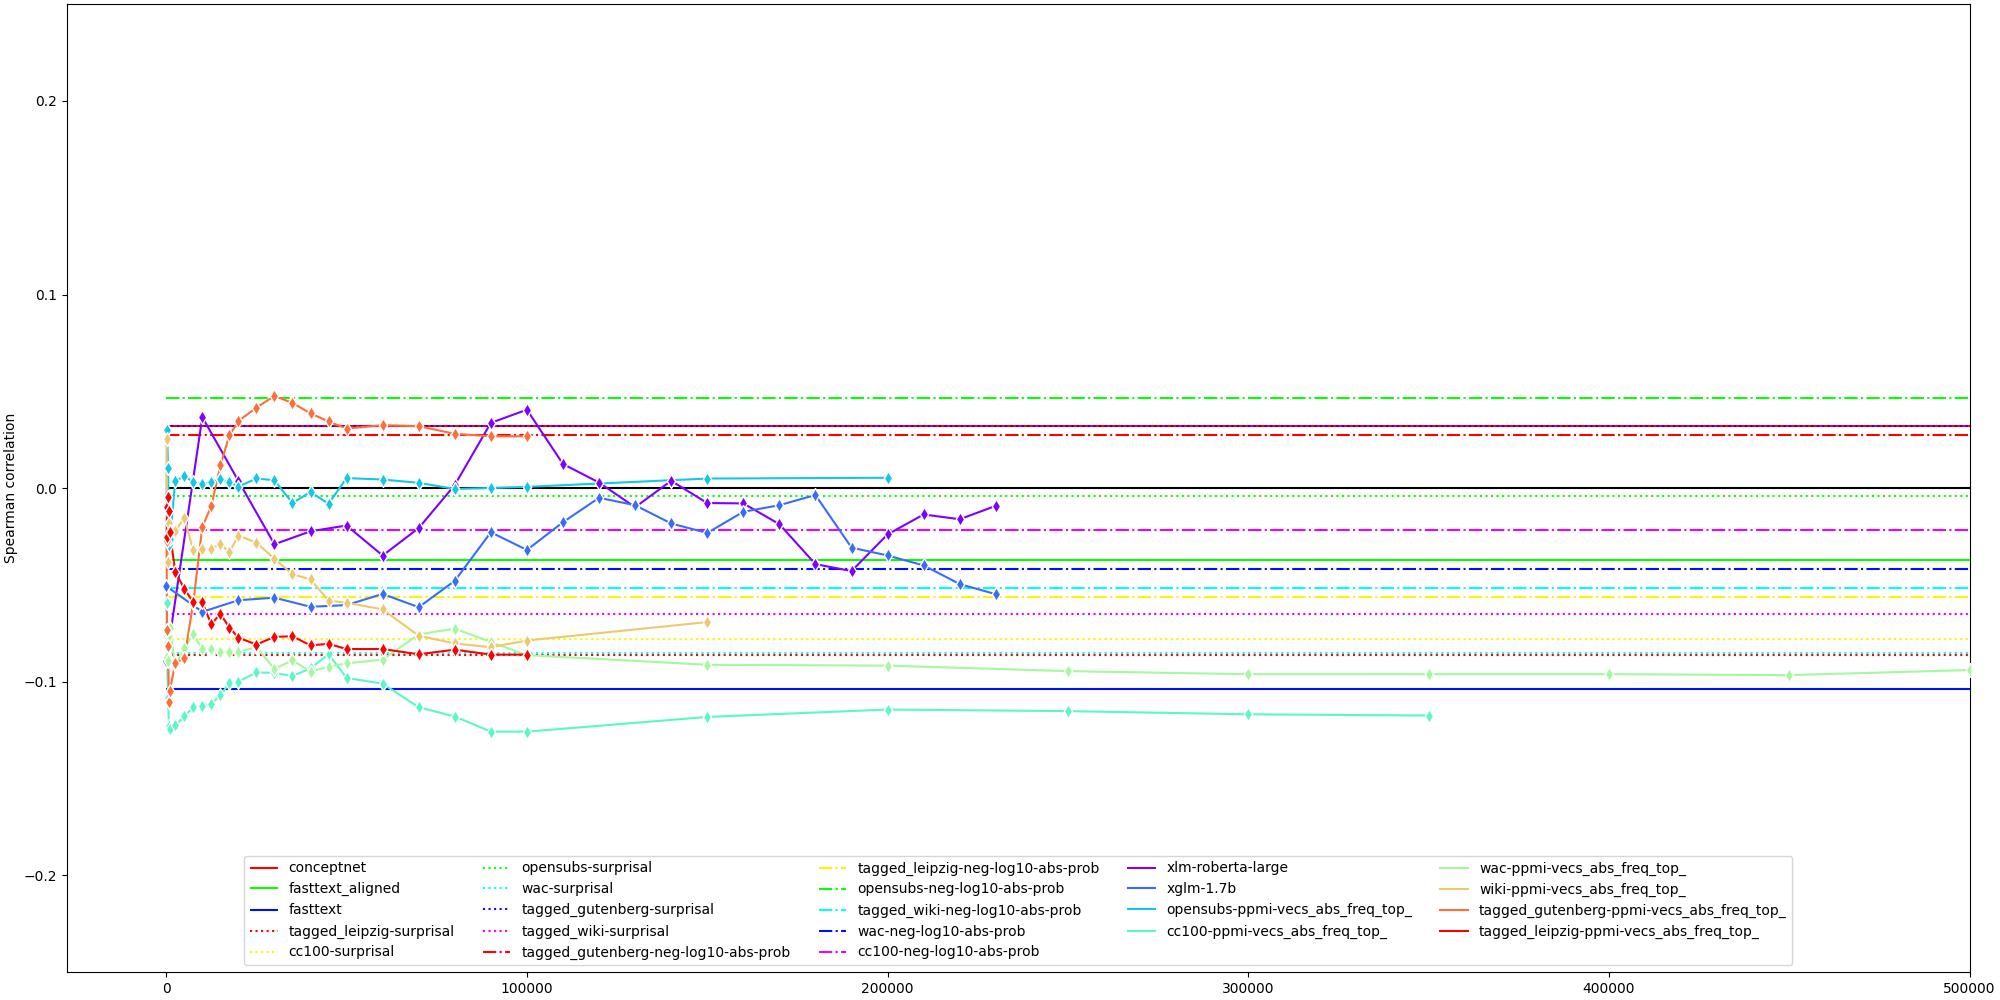 0.2
0.1
0.0
−0.1
−0.2
Spearman correlation
conceptnet
fasttext_aligned
fasttext
tagged_leipzig-surprisal
cc100-surprisal
opensubs-surprisal
wac-surprisal
tagged_gutenberg-surprisal
tagged_wiki-surprisal
tagged_gutenberg-neg-log10-abs-prob
tagged_leipzig-neg-log10-abs-prob
opensubs-neg-log10-abs-prob
tagged_wiki-neg-log10-abs-prob
wac-neg-log10-abs-prob
cc100-neg-log10-abs-prob
xlm-roberta-large
xglm-1.7b
opensubs-ppmi-vecs_abs_freq_top_
cc100-ppmi-vecs_abs_freq_top_
wac-ppmi-vecs_abs_freq_top_
wiki-ppmi-vecs_abs_freq_top_
tagged_gutenberg-ppmi-vecs_abs_freq_top_
tagged_leipzig-ppmi-vecs_abs_freq_top_
0
100000
200000
300000
400000
500000